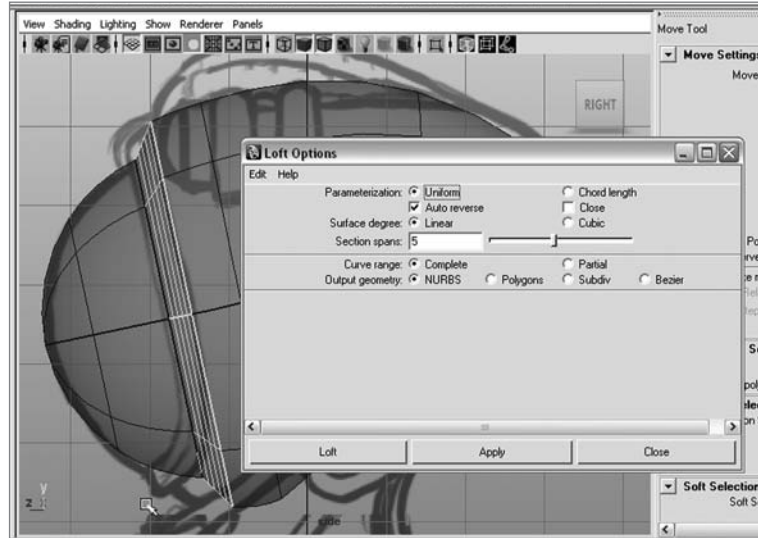 View Shading Lighting Show Renderer Panels
Move Tool
Move Settings
Move
RIGHT
Loft Options
Edit Help
Parameterization: Uniform Chord length
Auto reverse Close
Surface degree: Linear Cubic
Section spans: 5
Curve range: Complete Partial
Output geometry: NURBS Polygons Subdiv Bezier
Loft Apply Close
Soft Selection
Soft S
y
z x
side